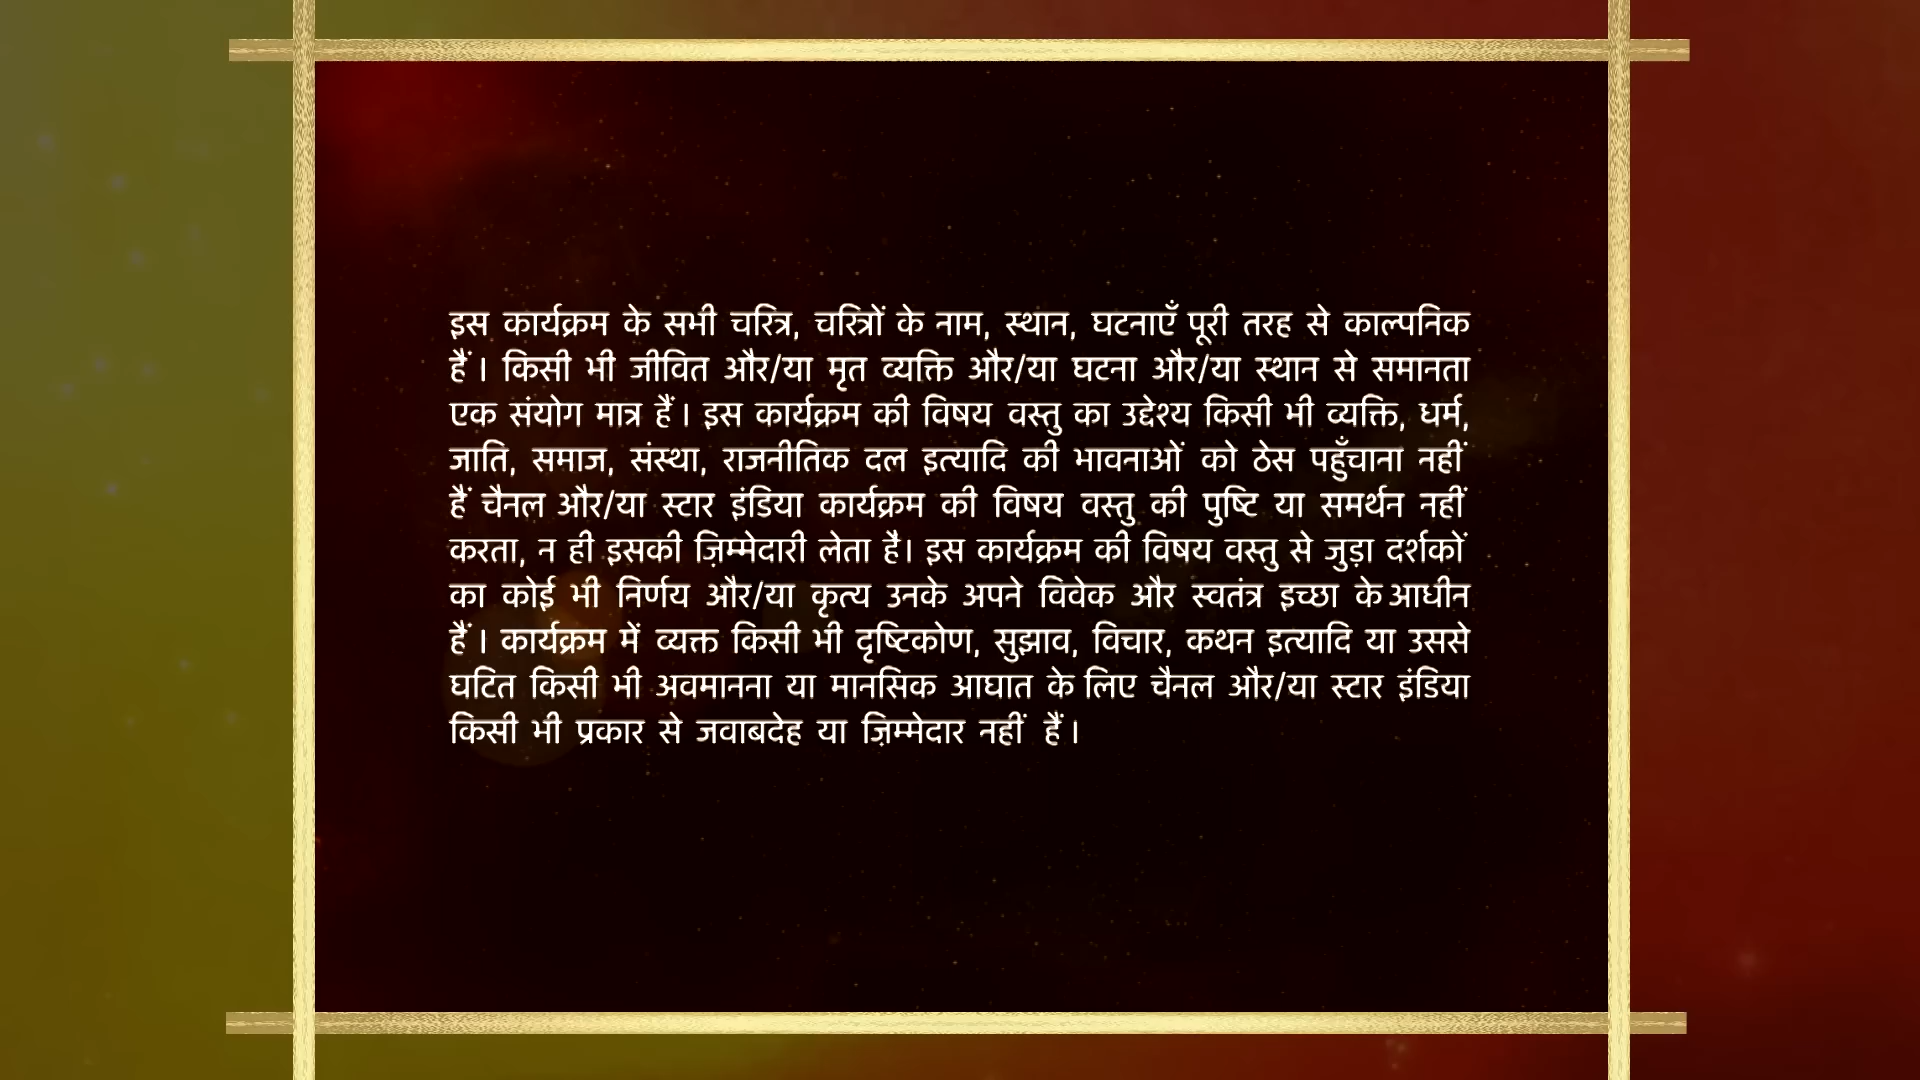 इस कार्यक्रम के सभी चरित्र, चरित्रों के नाम, स्थान, घटनाएँ पूरी तरह से काल्पनिक
हैं । किसी भी जीवित और/या मृत व्यक्ति और/या घटना और/या स्थान से समानता
एक संयोग मात्र हैं । इस कार्यक्रम की विषय वस्तु का उद्देश्य किसी भी व्यक्ति, धर्म,
जाति, समाज, संस्था, राजनीतिक दल इत्यादि की भावनाओं को ठेस पहुँचाना नहीं
हैं चैनल और/या स्टार इंडिया कार्यक्रम की विषय वस्तु की पुष्टि या समर्थन नहीं
करता, न ही इसकी ज़िम्मेदारी लेता है। इस कार्यक्रम की विषय वस्तु से जुड़ा दर्शकों
का कोई भी निर्णय और/या कृत्य उनके अपने विवेक और स्वतंत्र इच्छा के आधीन
हैं । कार्यक्रम में व्यक्त किसी भी दृष्टिकोण, सुझाव, विचार, कथन इत्यादि या उससे
घटित किसी भी अवमानना या मानसिक आघात के लिए चैनल और/या स्टार इंडिया
किसी भी प्रकार से जवाबदेह या ज़िम्मेदार नहीं हैं ।